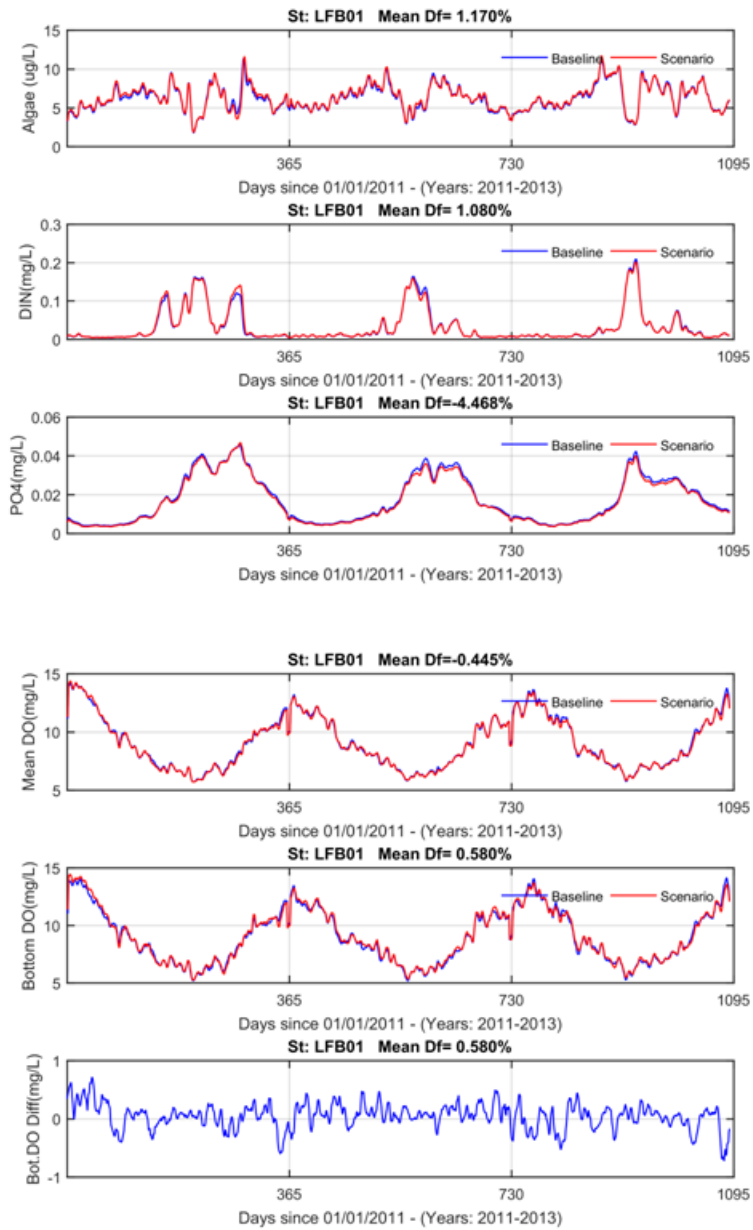 St: LFB01 Mean Df= 1.170%
15
10
5
0
Algae (ug/L)
Baseline
Scenario
365
730
1095
Days since 01/01/2011 - (Years: 2011-2013)
St: LFB01 Mean Df= 1.080%
0.3
0.2
0.1
0
DIN(mg/L)
Baseline
Scenario
365
730
1095
Days since 01/01/2011 - (Years: 2011-2013)
St: LFB01 Mean Df=-4.468%
0.06
0.04
0.02
0
PO4(mg/L)
Baseline
Scenario
365
730
1095
Days since 01/01/2011 - (Years: 2011-2013)
St: LFB01 Mean Df=-0.445%
15
10
5
Mean DO(mg/L)
Baseline
Scenario
365
730
1095
Days since 01/01/2011 - (Years: 2011-2013)
St: LFB01 Mean Df= 0.580%
15
10
5
Bottom DO(mg/L)
Baseline
Scenario
365
730
1095
Days since 01/01/2011 - (Years: 2011-2013)
St: LFB01 Mean Df= 0.580%
1
0
-1
Bot.DO Diff(mg/L)
365
730
1095
Days since 01/01/2011 - (Years: 2011-2013)